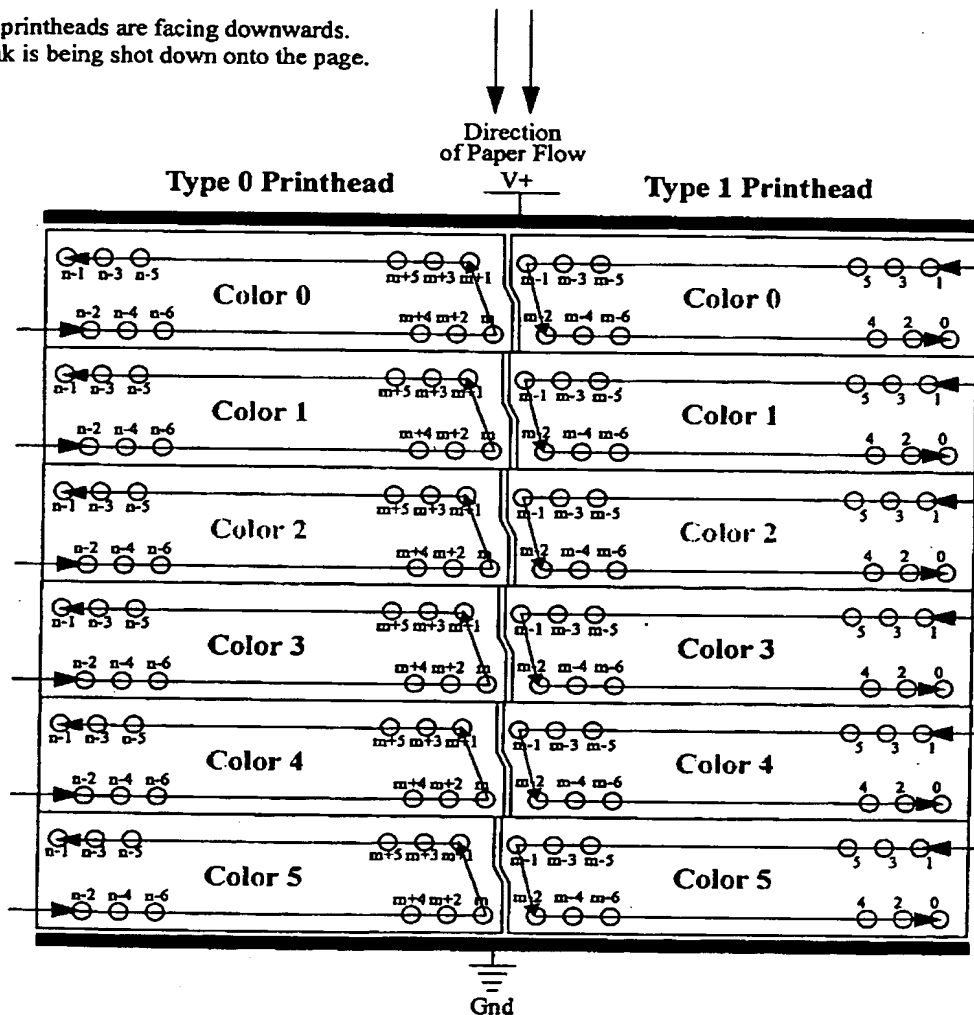 printheads are facing downwards.
k is being shot down onto the page.
Direction
of Paper Flow
Type 0 Printhead
V+
Type 1 Printhead
n-1 n-3 n-5 m+5 m+3 m+1 m-1 m-3 m-5 5 3 1
Color 0 Color 0
n-2 n-4 n-6 m+4 m+2 m m-2 m-4 m-6 4 2 0
n-1 n-3 n-5 m+5 m+3 m+1 m-1 m-3 m-5 5 3 1
Color 1 Color 1
n-2 n-4 n-6 m+4 m+2 m m-2 m-4 m-6 4 2 0
n-1 n-3 n-5 m+5 m+3 m+1 m-1 m-3 m-5 5 3 1
Color 2 Color 2
n-2 n-4 n-6 m+4 m+2 m m-2 m-4 m-6 4 2 0
n-1 n-3 n-5 m+5 m+3 m+1 m-1 m-3 m-5 5 3 1
Color 3 Color 3
n-2 n-4 n-6 m+4 m+2 m m-2 m-4 m-6 4 2 0
n-1 n-3 n-5 m+5 m+3 m+1 m-1 m-3 m-5 5 3 1
Color 4 Color 4
n-2 n-4 n-6 m+4 m+2 m m-2 m-4 m-6 4 2 0
n-1 n-3 n-5 m+5 m+3 m+1 m-1 m-3 m-5 5 3 1
Color 5 Color 5
n-2 n-4 n-6 m+4 m+2 m m-2 m-4 m-6 4 2 0
Gnd